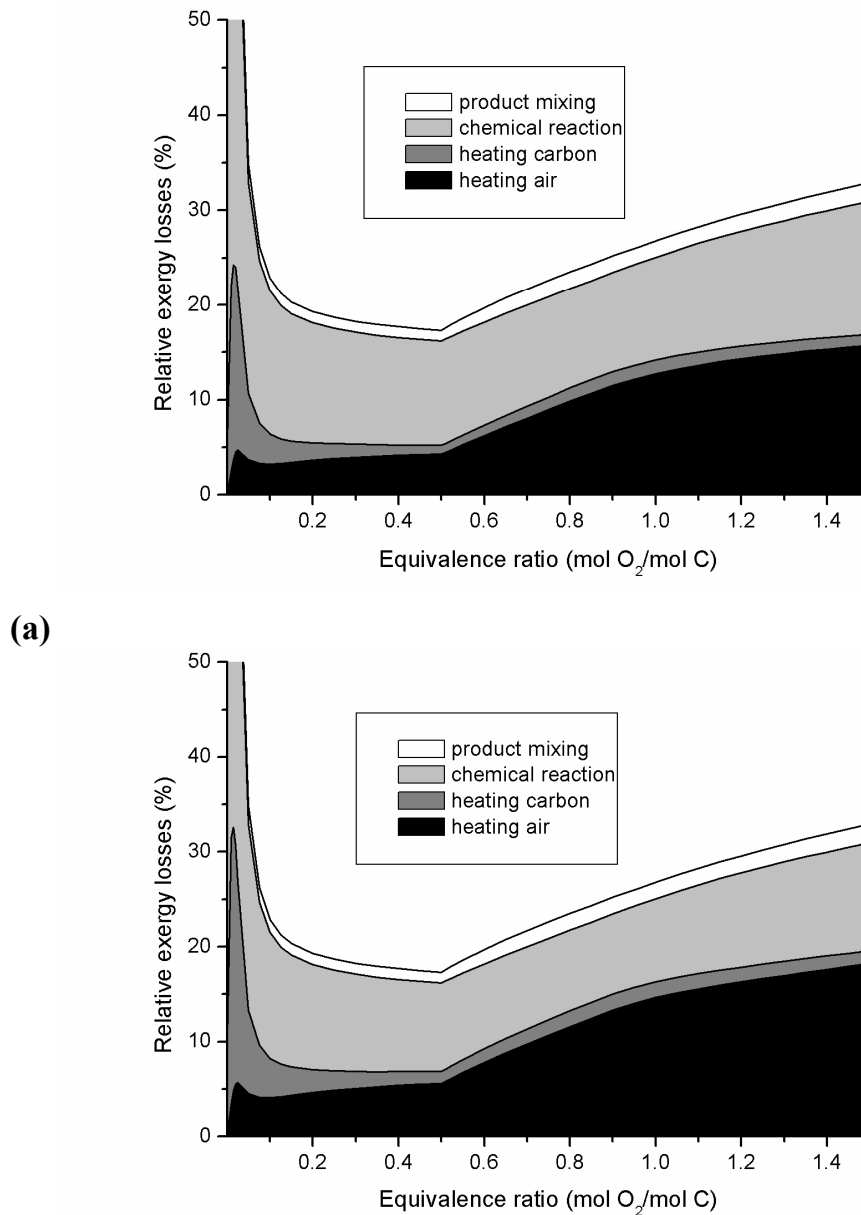 50
40
30
20
10
0
Relative exergy losses (%)
product mixing
chemical reaction
heating carbon
heating air
0.2 0.4 0.6 0.8 1.0 1.2 1.4
Equivalence ratio (mol O₂/mol C)
(a)
50
40
30
20
10
0
Relative exergy losses (%)
product mixing
chemical reaction
heating carbon
heating air
0.2 0.4 0.6 0.8 1.0 1.2 1.4
Equivalence ratio (mol O₂/mol C)